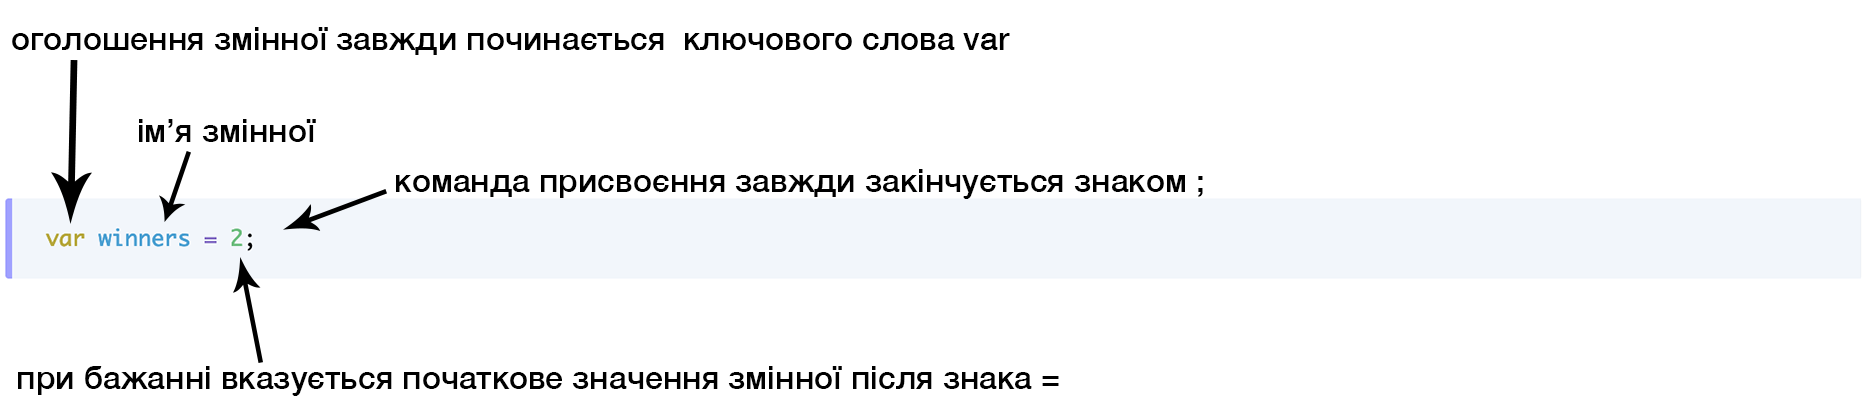 оголошення змінної завжди починається ключового слова var
ім’я змінної
команда присвоєння завжди закінчується знаком ;
var winners = 2;
при бажанні вказується початкове значення змінної після знака =